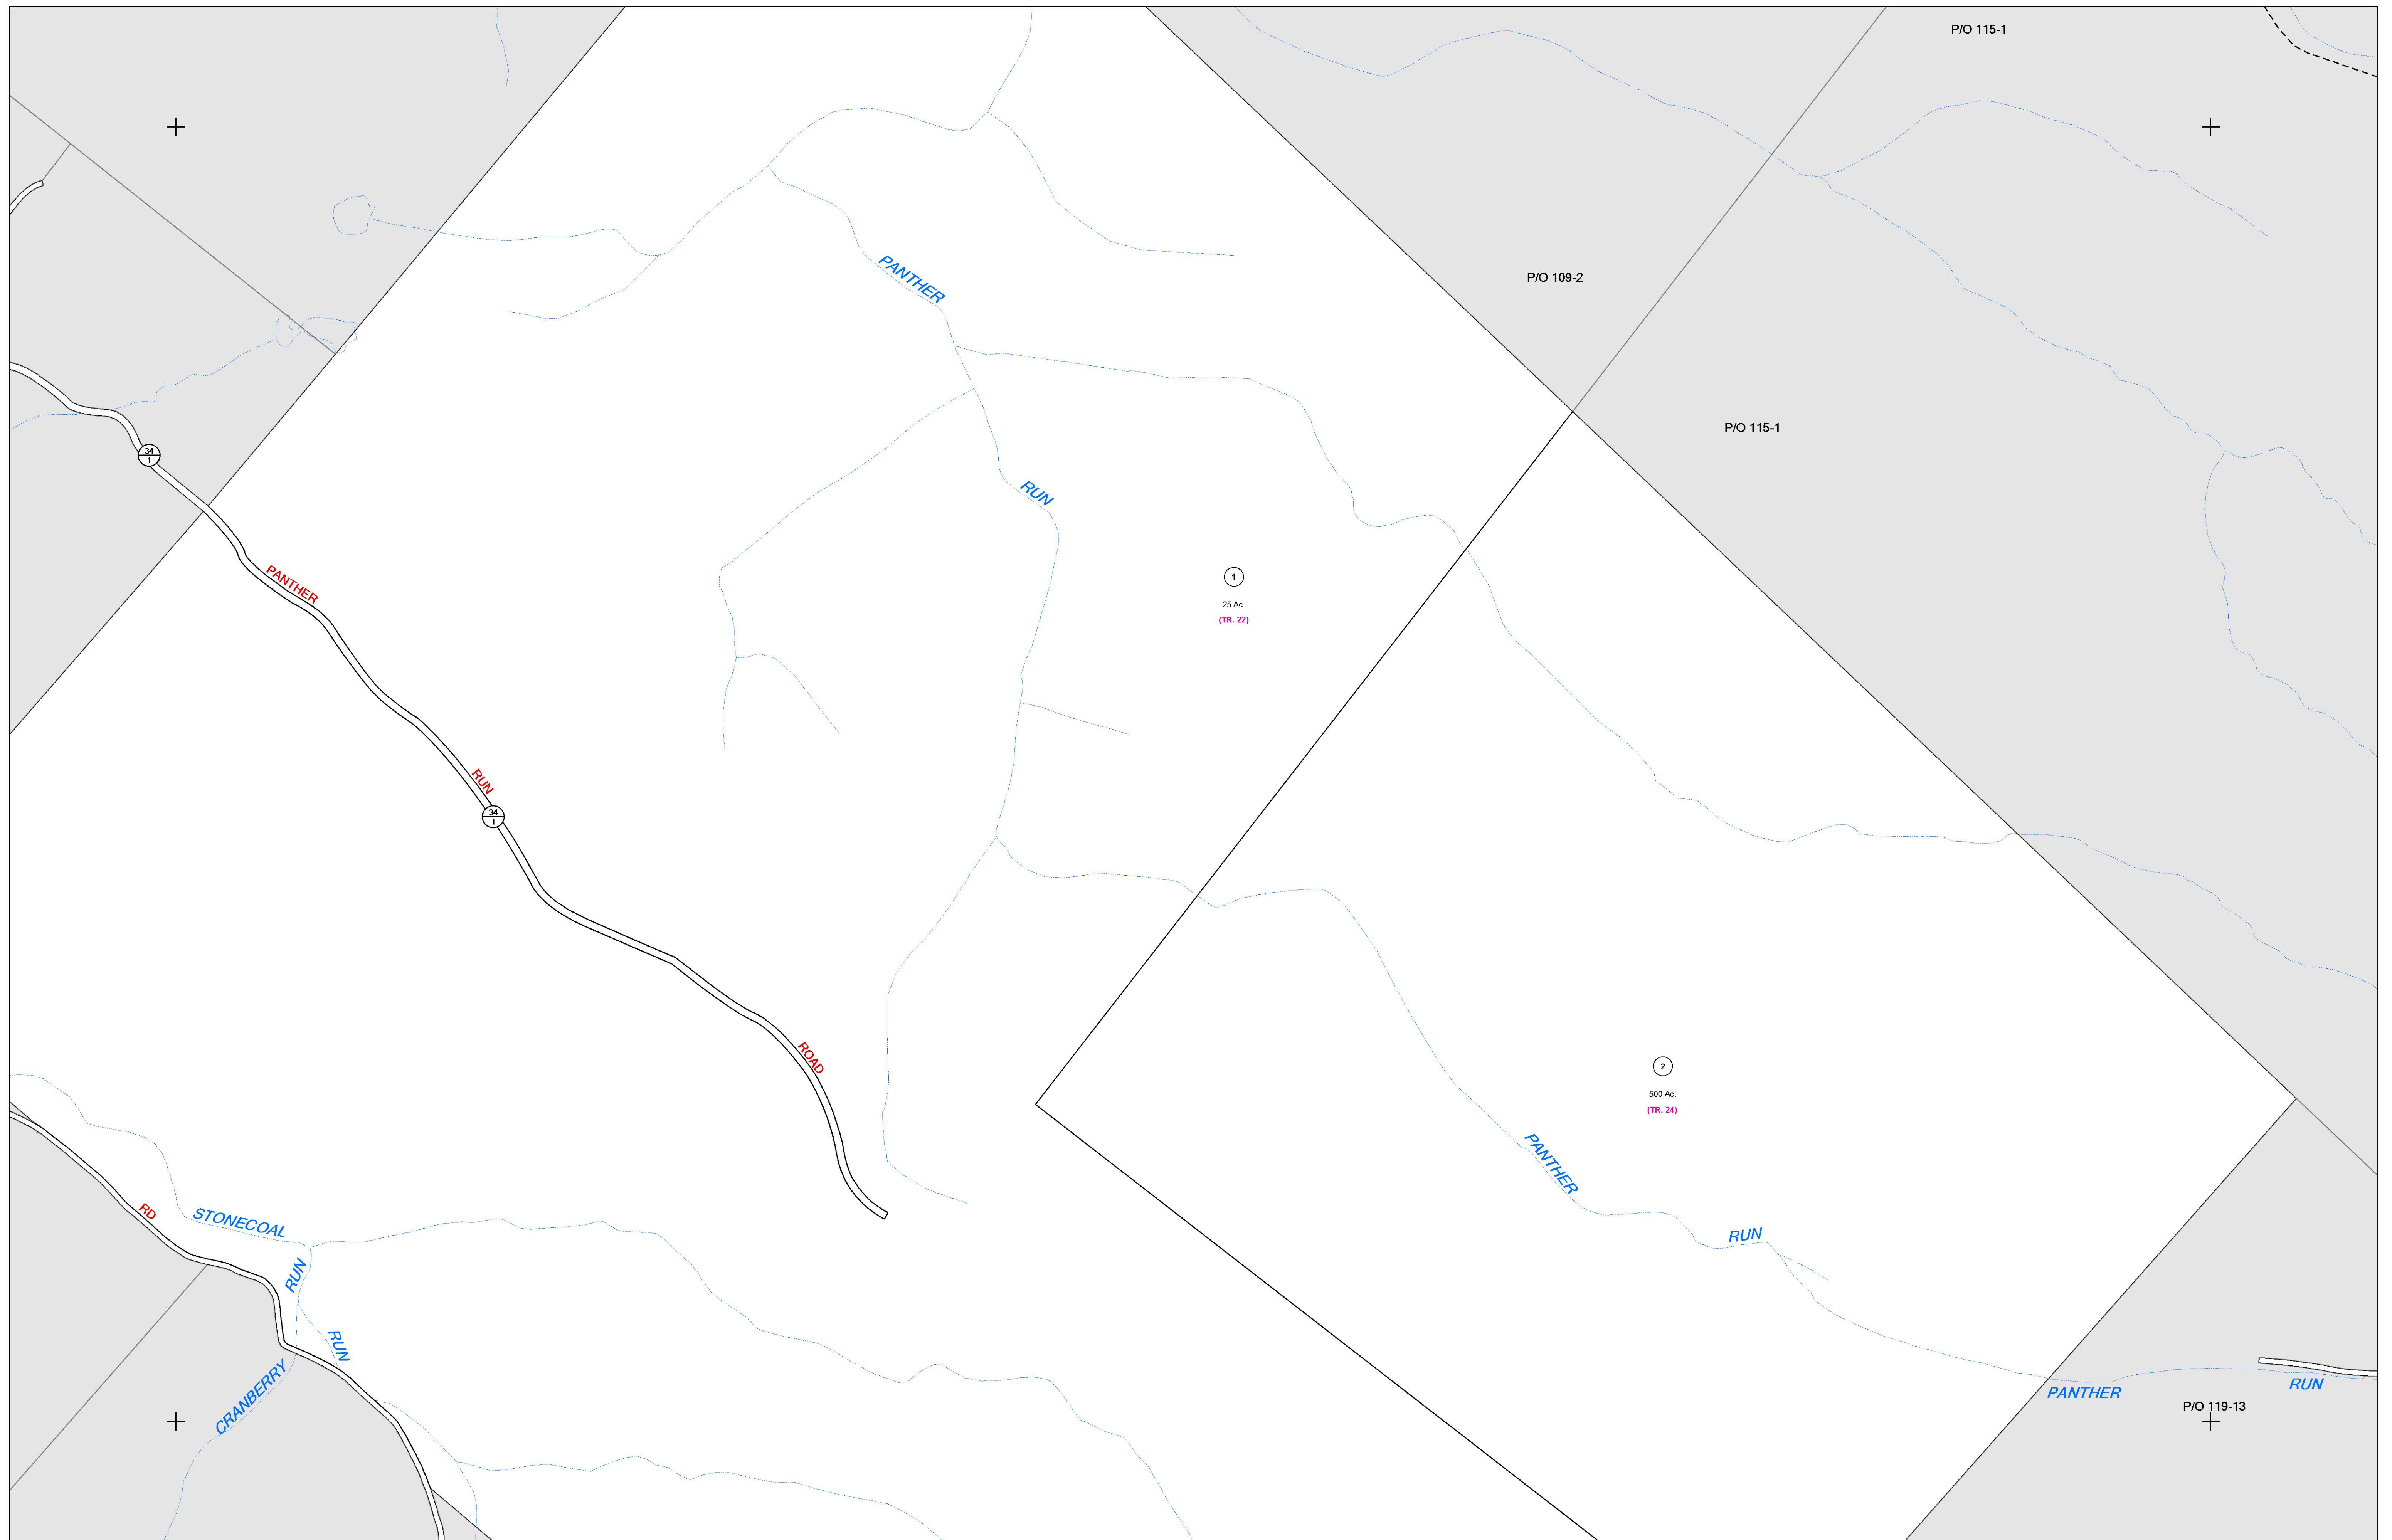 P/O 115-1
PANTHER
P/O 109-2
P/O 115-1
34
1
RUN
PANTHER
1
25 Ac.
(TR. 22)
RUN
34
1
ROAD
2
500 Ac.
(TR. 24)
PANTHER
RD
STONECOAL
RUN
RUN
RUN
CRANBERRY
PANTHER
RUN
P/O 119-13